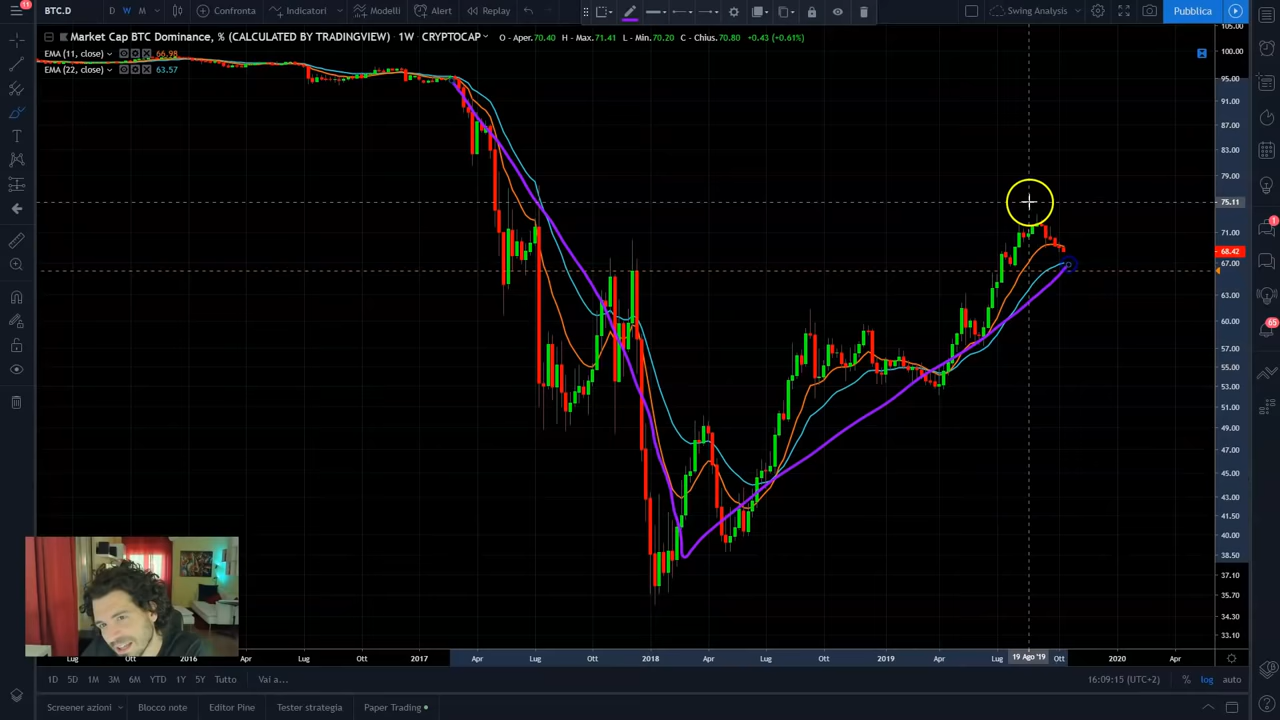 11
BTC.D
D
W
M
Confronta
Indicatori
Modelli
Alert
Replay
Swing Analysis
Pubblica
Market Cap BTC Dominance, % (CALCULATED BY TRADINGVIEW) · 1W · CRYPTOCAP
O - Aper. 70.40 H - Max. 71.41 L - Min. 70.20 C - Chius. 70.80 +0.43 (+0.61%)
EMA (11, close) 66.98
EMA (22, close) 63.57
105.00
100.00
95.00
91.00
87.00
83.00
79.00
75.11
71.00
68.42
67.00
63.00
60.00
57.00
55.00
53.00
51.00
49.00
47.00
45.00
43.00
41.50
40.00
38.50
37.10
35.70
34.30
33.10
1
65
Lug Ott 2016 Apr Lug Ott 2017 Apr Lug Ott 2018 Apr Lug Ott 2019 Apr Lug 19 Ago '19 Ott 2020 Apr
1D 5D 1M 3M 6M YTD 1Y 5Y Tutto Vai a... 16:09:15 (UTC+2) % log auto
Screener azioni Blocco note Editor Pine Tester strategia Paper Trading